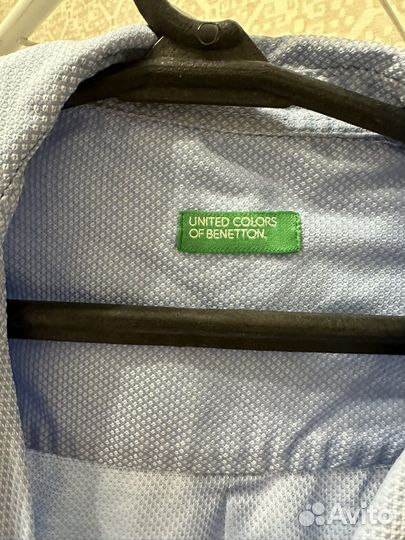 UNITED COLORS
OF BENETTON.
Avito